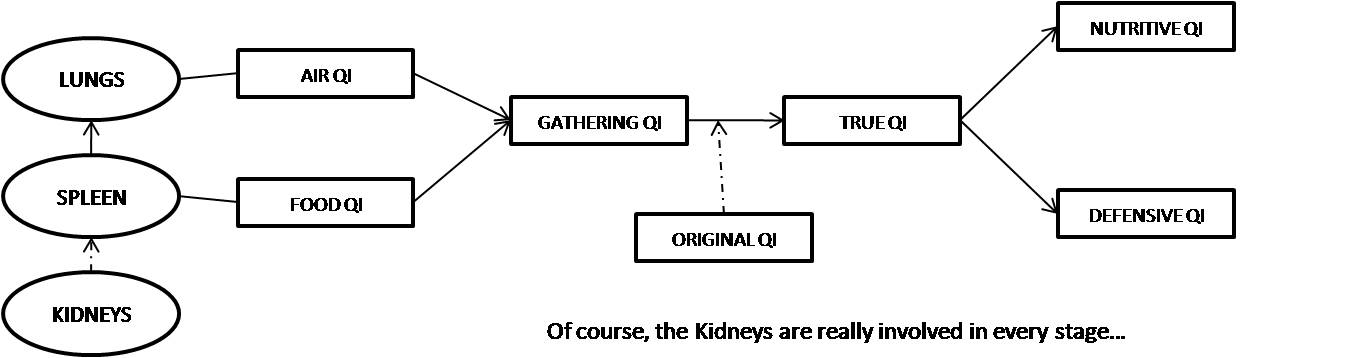 NUTRITIVE QI
LUNGS
AIR QI
GATHERING QI
TRUE QI
SPLEEN
FOOD QI
DEFENSIVE QI
ORIGINAL QI
KIDNEYS
Of course, the Kidneys are really involved in every stage...